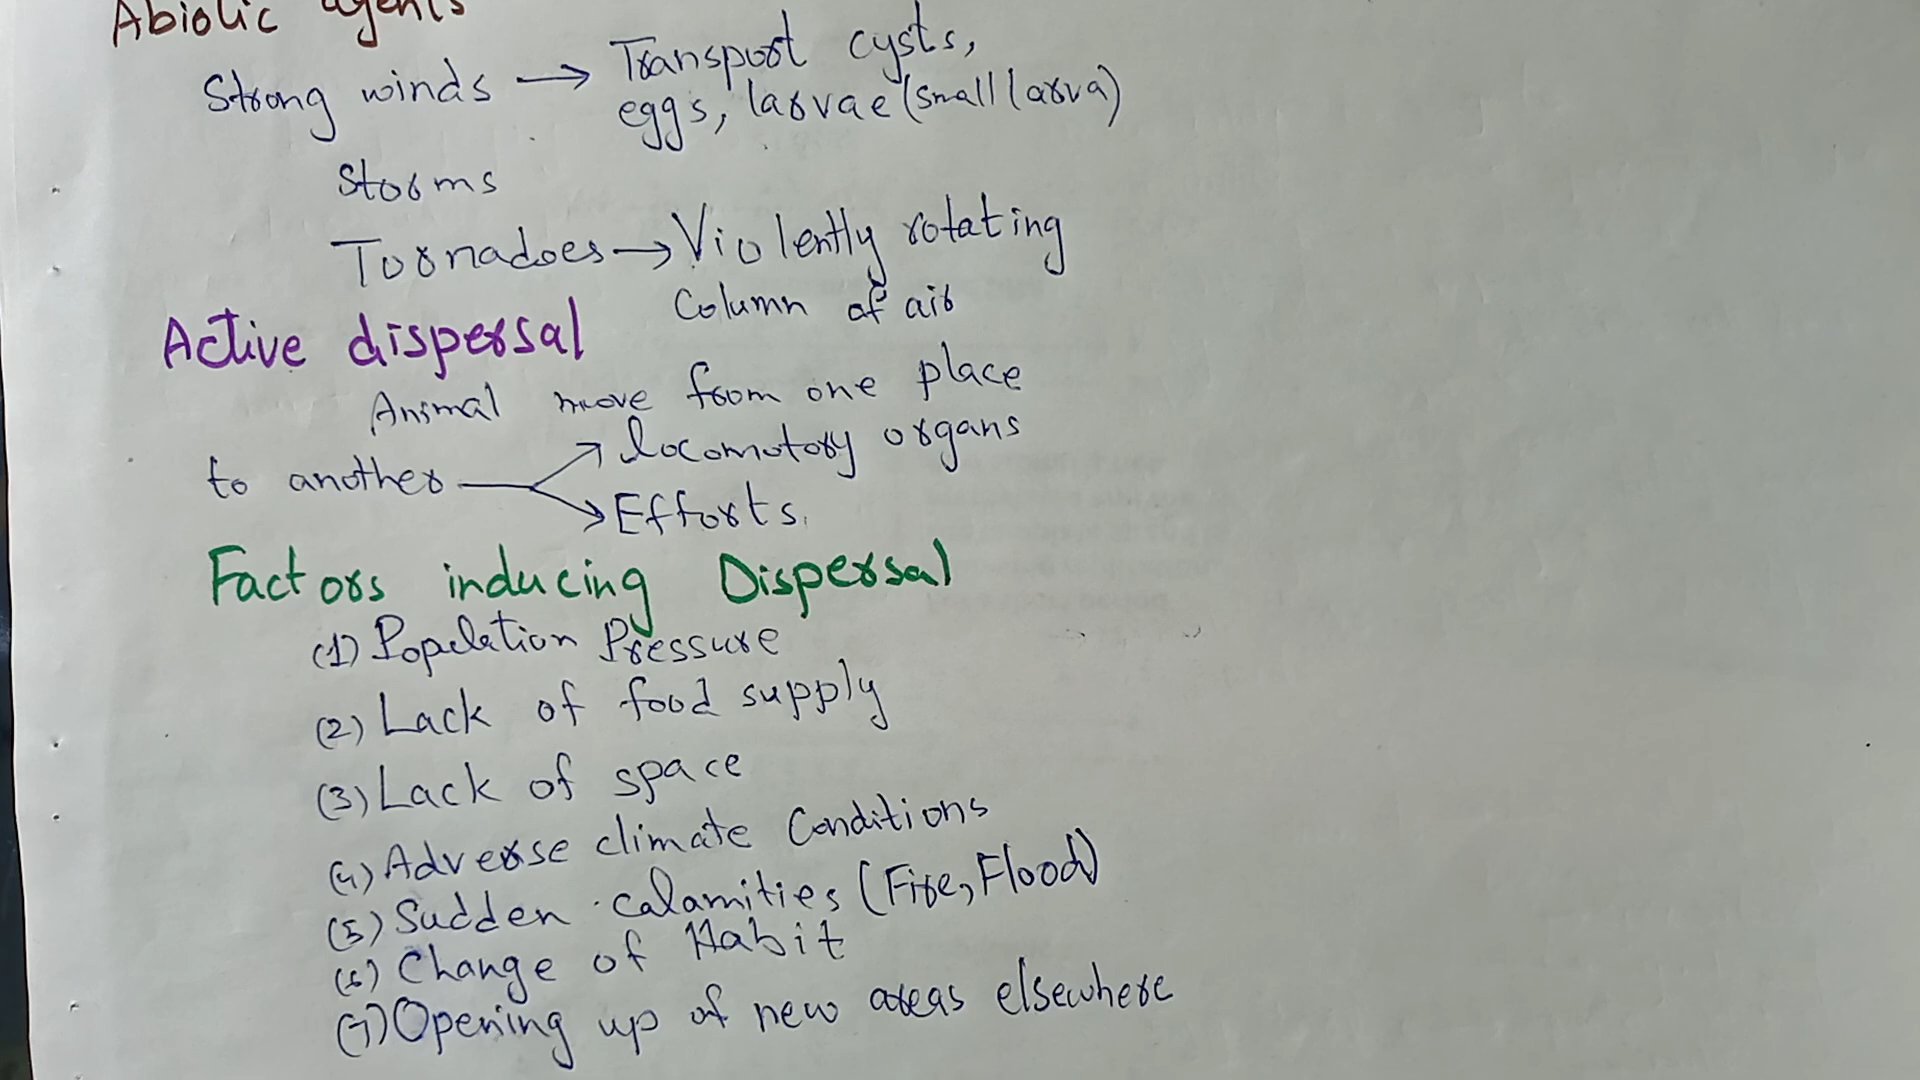 Abiotic agents
Strong winds → Transport cysts,
eggs, larvae (small larva)
Storms
Tornadoes → Violently rotating
Column of air
Active dispersal
Animal move from one place
to another → locomotory organs
→ Efforts.
Factors inducing Dispersal
(1) Population Pressure
(2) Lack of food supply
(3) Lack of space
(4) Adverse climate Conditions
(5) Sudden calamities (Fire, Flood)
(6) Change of Habit
(7) Opening up of new areas elsewhere